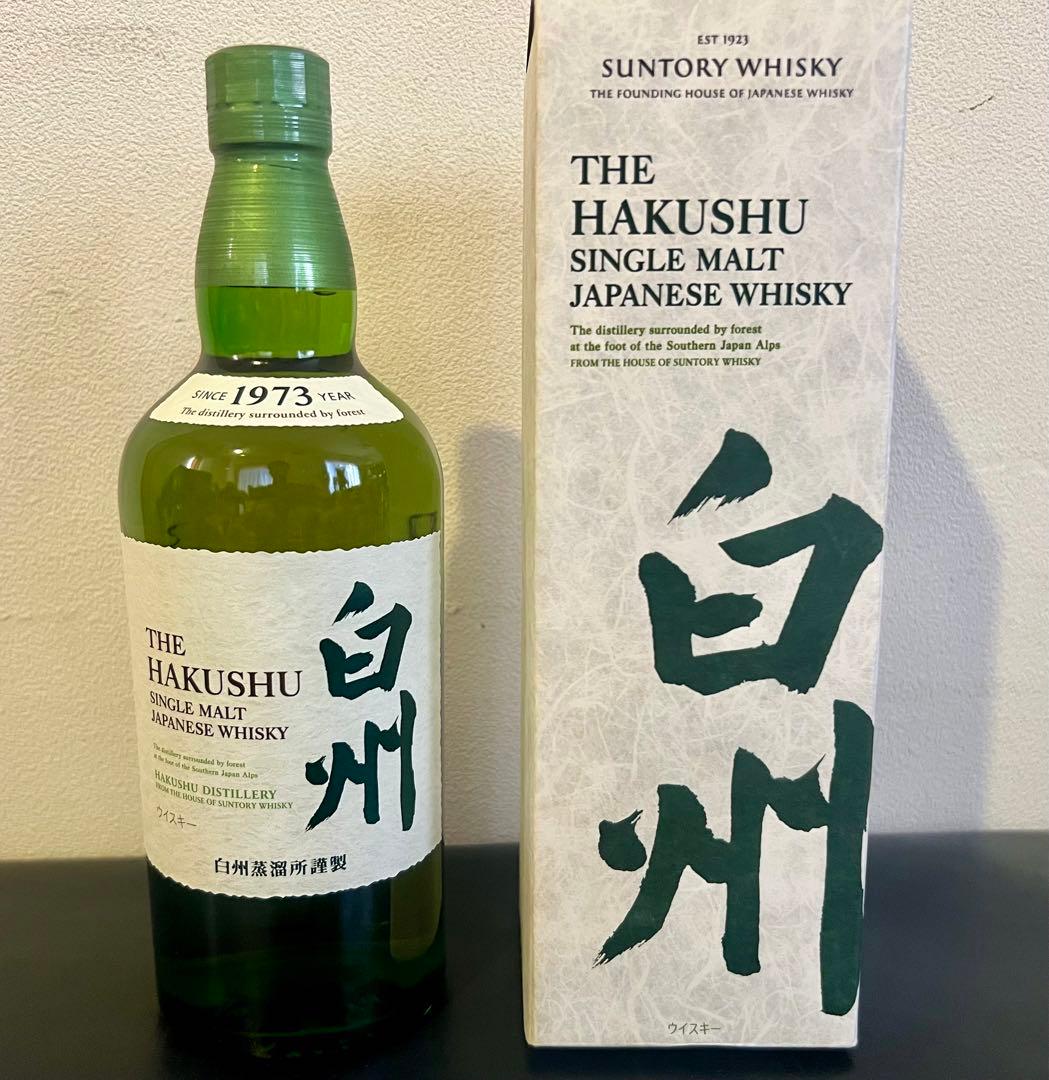 SINCE 1973 YEAR
The distillery surrounded by forest
THE
HAKUSHU
SINGLE MALT
JAPANESE WHISKY
The distillery surrounded by forest
at the foot of the Southern Japan Alps
HAKUSHU DISTILLERY
FROM THE HOUSE OF SUNTORY WHISKY
ウイスキー
白州
白州蒸溜所謹製
EST 1923
SUNTORY WHISKY
THE FOUNDING HOUSE OF JAPANESE WHISKY
THE
HAKUSHU
SINGLE MALT
JAPANESE WHISKY
The distillery surrounded by forest
at the foot of the Southern Japan Alps
FROM THE HOUSE OF SUNTORY WHISKY
白州
ウイスキー